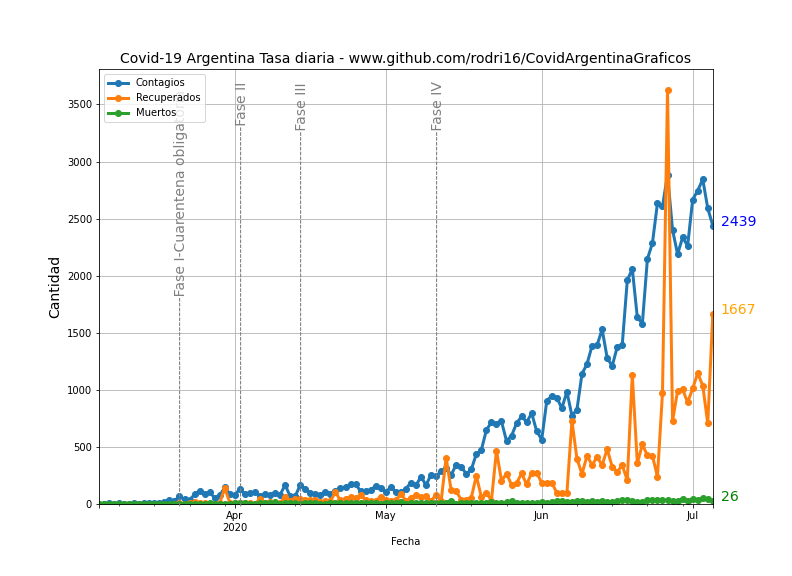 Covid-19 Argentina Tasa diaria - www.github.com/rodri16/CovidArgentinaGraficos
Contagios
Recuperados
Muertos
Fase I-Cuarentena obligatoria
Fase II
Fase III
Fase IV
3500
3000
2500
2000
1500
1000
500
0
Cantidad
2439
1667
26
Apr
2020
May
Jun
Jul
Fecha